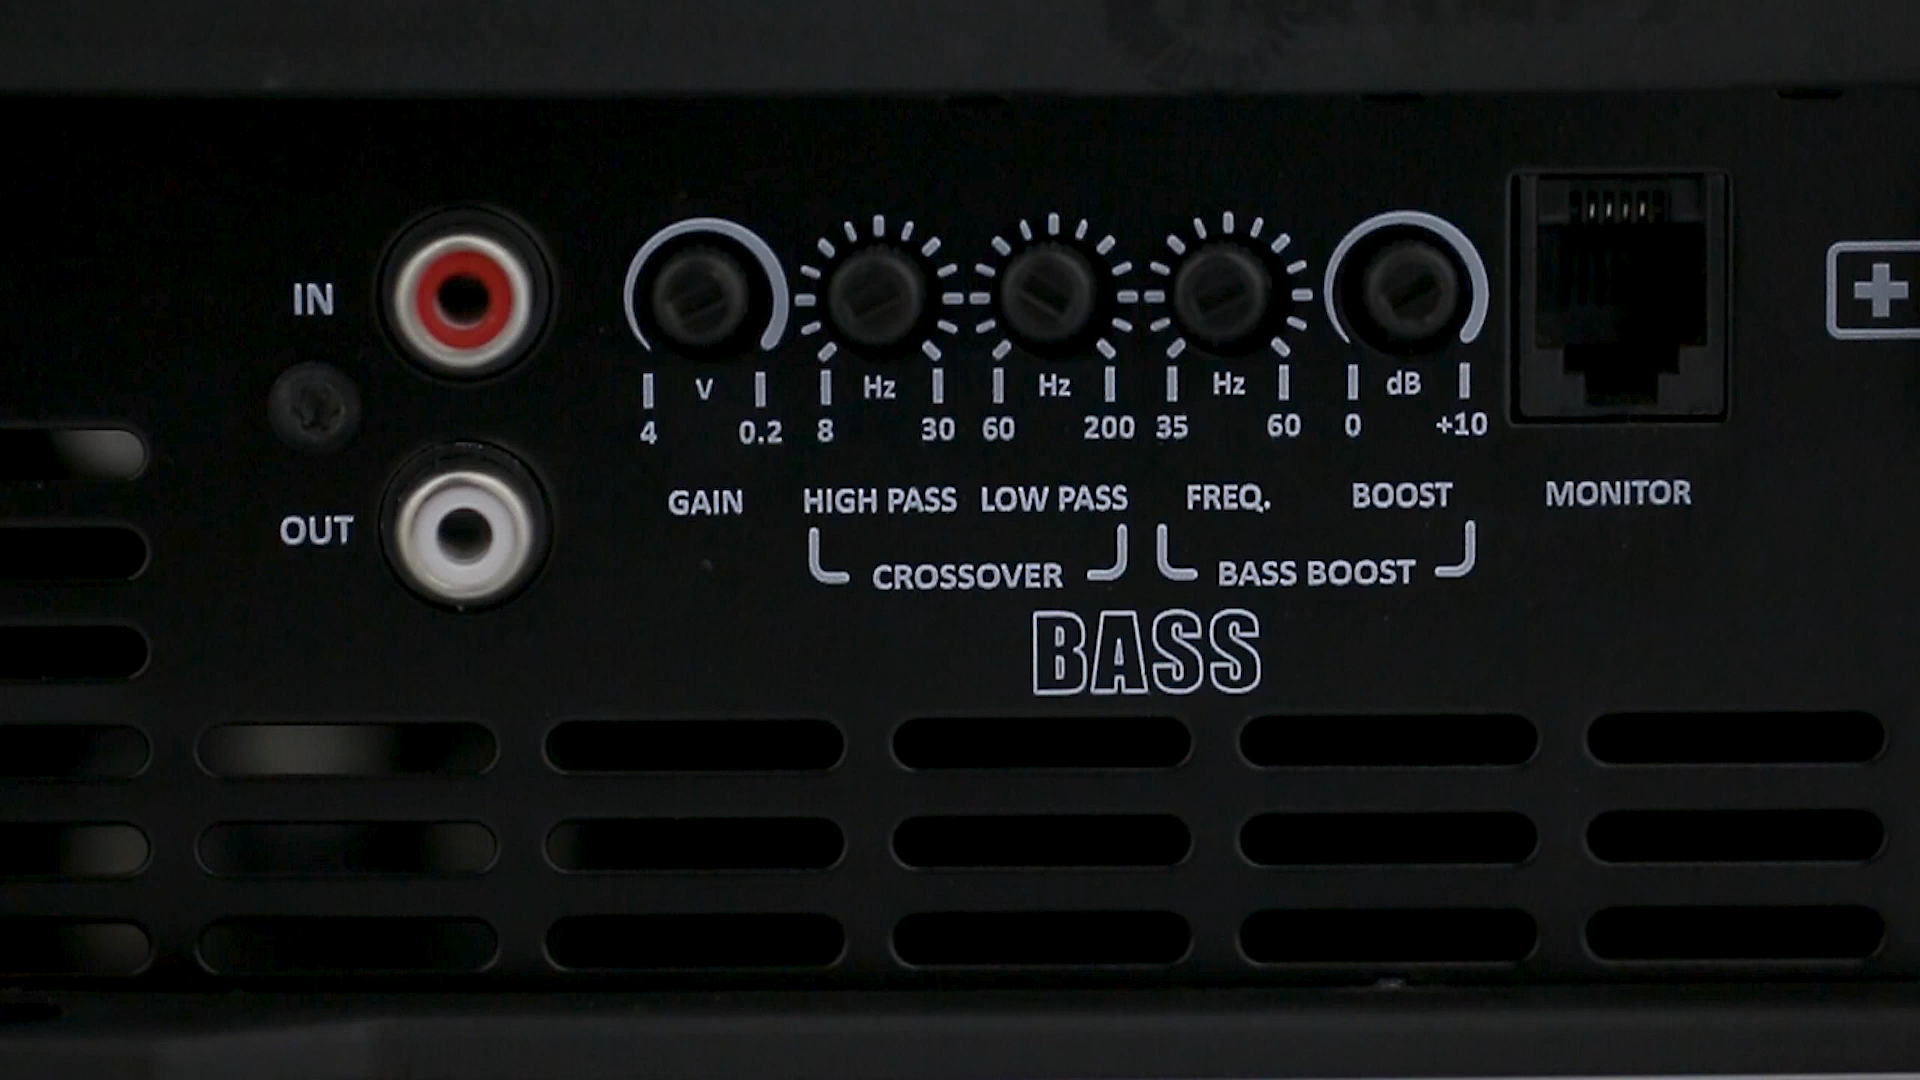 IN
OUT
V
4 0.2
GAIN
Hz
8 30
HIGH PASS
Hz
60 200
LOW PASS
CROSSOVER
Hz
35 60
FREQ.
dB
0 +10
BOOST
BASS BOOST
MONITOR
+
BASS